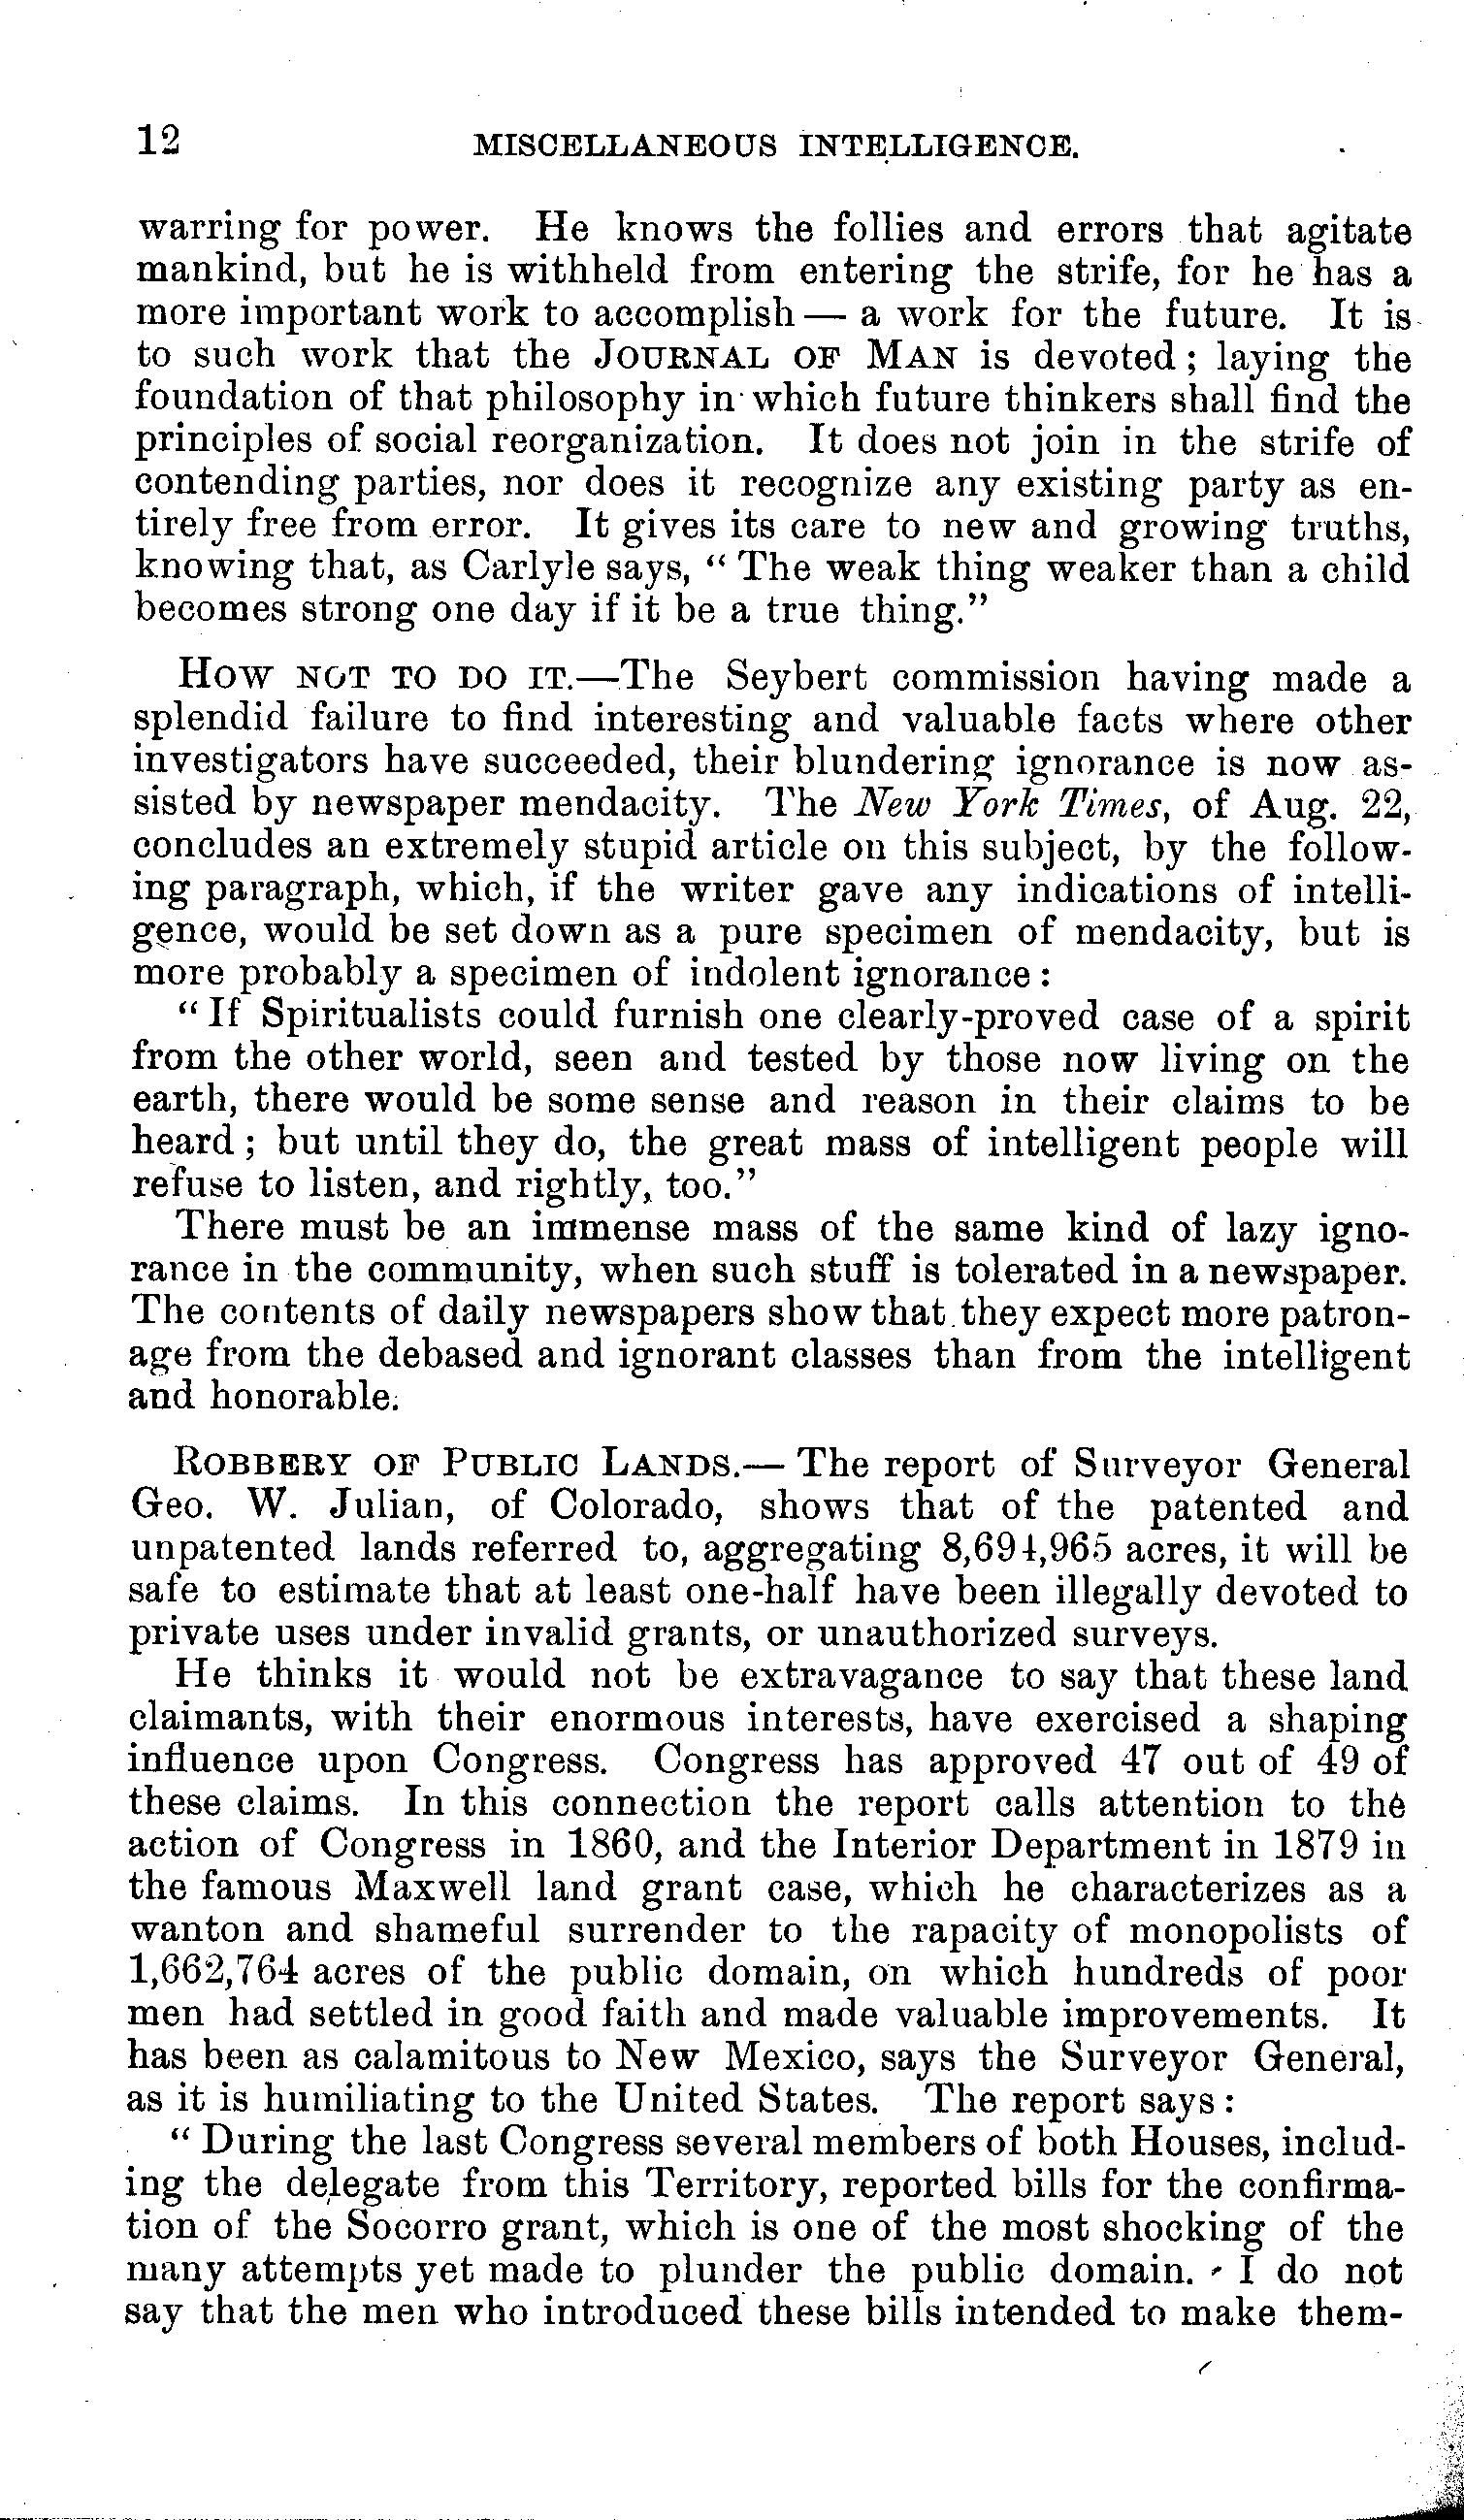 12 MISCELLANEOUS INTELLIGENCE.
warring for power. He knows the follies and errors that agitate
mankind, but he is withheld from entering the strife, for he has a
more important work to accomplish — a work for the future. It is
to such work that the JOURNAL OF MAN is devoted; laying the
foundation of that philosophy in which future thinkers shall find the
principles of social reorganization. It does not join in the strife of
contending parties, nor does it recognize any existing party as en-
tirely free from error. It gives its care to new and growing truths,
knowing that, as Carlyle says, “ The weak thing weaker than a child
becomes strong one day if it be a true thing.”
HOW NOT TO DO IT.—The Seybert commission having made a
splendid failure to find interesting and valuable facts where other
investigators have succeeded, their blundering ignorance is now as-
sisted by newspaper mendacity. The New York Times, of Aug. 22,
concludes an extremely stupid article on this subject, by the follow-
ing paragraph, which, if the writer gave any indications of intelli-
gence, would be set down as a pure specimen of mendacity, but is
more probably a specimen of indolent ignorance:
“ If Spiritualists could furnish one clearly-proved case of a spirit
from the other world, seen and tested by those now living on the
earth, there would be some sense and reason in their claims to be
heard; but until they do, the great mass of intelligent people will
refuse to listen, and rightly, too.”
There must be an immense mass of the same kind of lazy igno-
rance in the community, when such stuff is tolerated in a newspaper.
The contents of daily newspapers show that they expect more patron-
age from the debased and ignorant classes than from the intelligent
and honorable.
ROBBERY OF PUBLIC LANDS.— The report of Surveyor General
Geo. W. Julian, of Colorado, shows that of the patented and
unpatented lands referred to, aggregating 8,694,965 acres, it will be
safe to estimate that at least one-half have been illegally devoted to
private uses under invalid grants, or unauthorized surveys.
He thinks it would not be extravagance to say that these land
claimants, with their enormous interests, have exercised a shaping
influence upon Congress. Congress has approved 47 out of 49 of
these claims. In this connection the report calls attention to the
action of Congress in 1860, and the Interior Department in 1879 in
the famous Maxwell land grant case, which he characterizes as a
wanton and shameful surrender to the rapacity of monopolists of
1,662,764 acres of the public domain, on which hundreds of poor
men had settled in good faith and made valuable improvements. It
has been as calamitous to New Mexico, says the Surveyor General,
as it is humiliating to the United States. The report says:
“ During the last Congress several members of both Houses, includ-
ing the delegate from this Territory, reported bills for the confirma-
tion of the Socorro grant, which is one of the most shocking of the
many attempts yet made to plunder the public domain. I do not
say that the men who introduced these bills intended to make them-